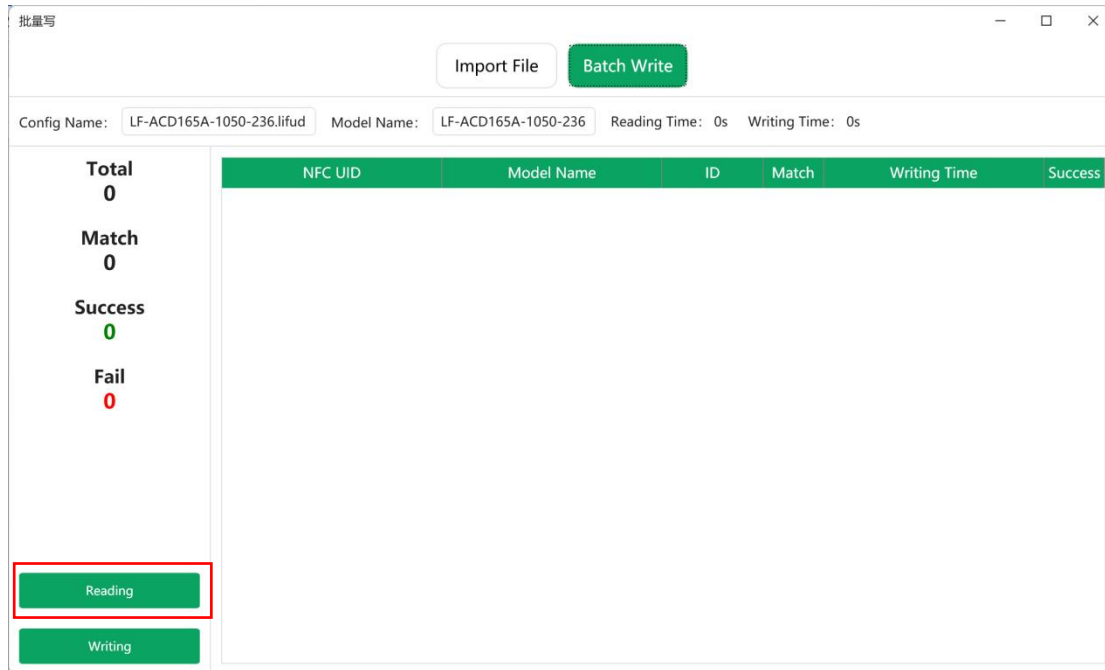 批量写
Import File Batch Write
Config Name: LF-ACD165A-1050-236.lifud Model Name: LF-ACD165A-1050-236 Reading Time: 0s Writing Time: 0s
Total
0
Match
0
Success
0
Fail
0
Reading
Writing
NFC UID Model Name ID Match Writing Time Success